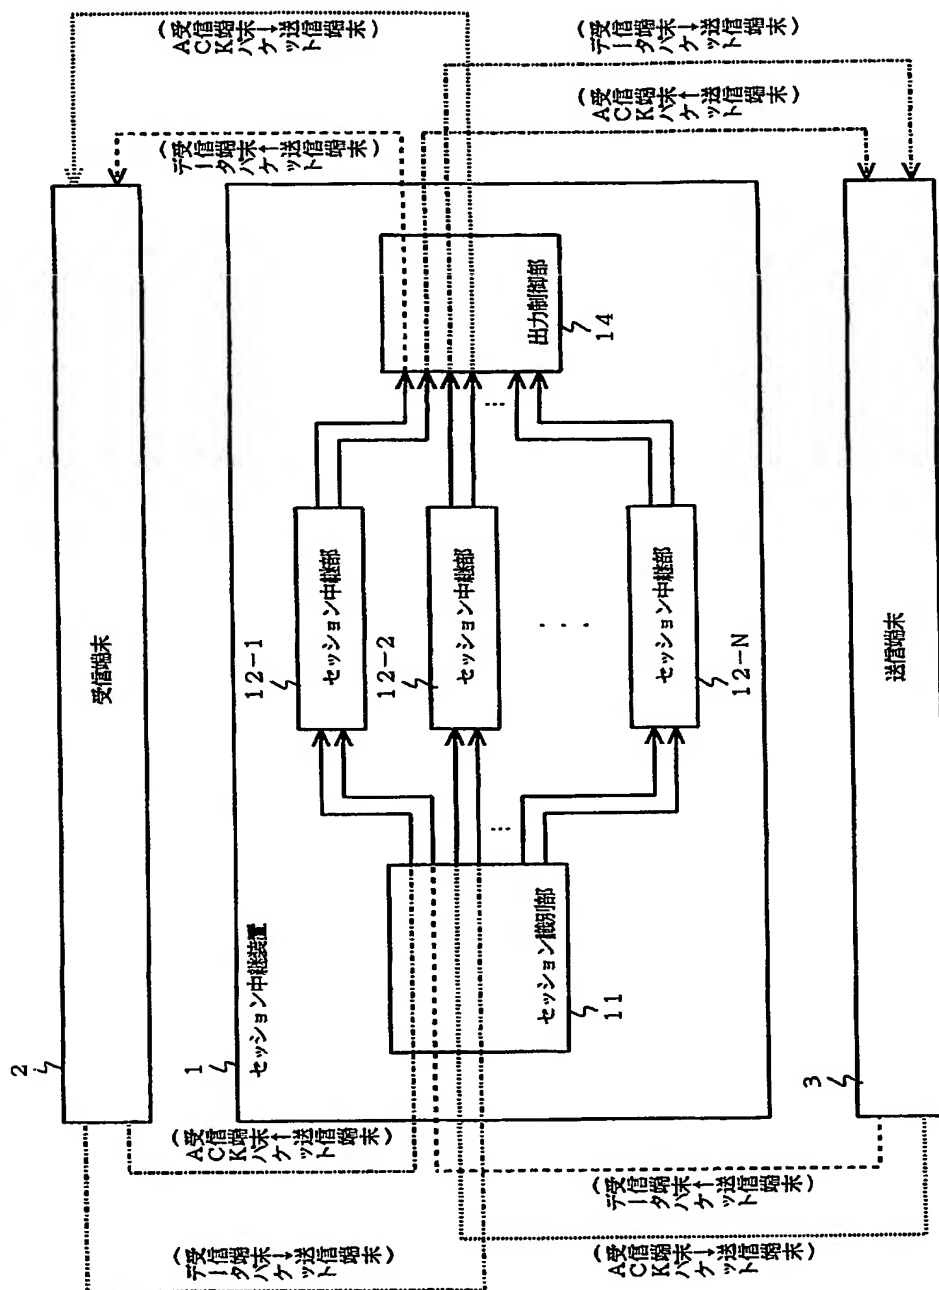 データパケット
(受信端末→送信端末)
ACKパケット
(受信端末←送信端末)
2
受信端末
データパケット
(受信端末←送信端末)
ACKパケット
(受信端末→送信端末)
1
セッション中継装置
12-1
セッション中継部
12-2
セッション中継部
. . .
セッション中継部
12-N
セッション識別部
11
...
...
出力制御部
14
データパケット
(受信端末←送信端末)
ACKパケット
(受信端末→送信端末)
3
送信端末
ACKパケット
(受信端末←送信端末)
データパケット
(受信端末→送信端末)